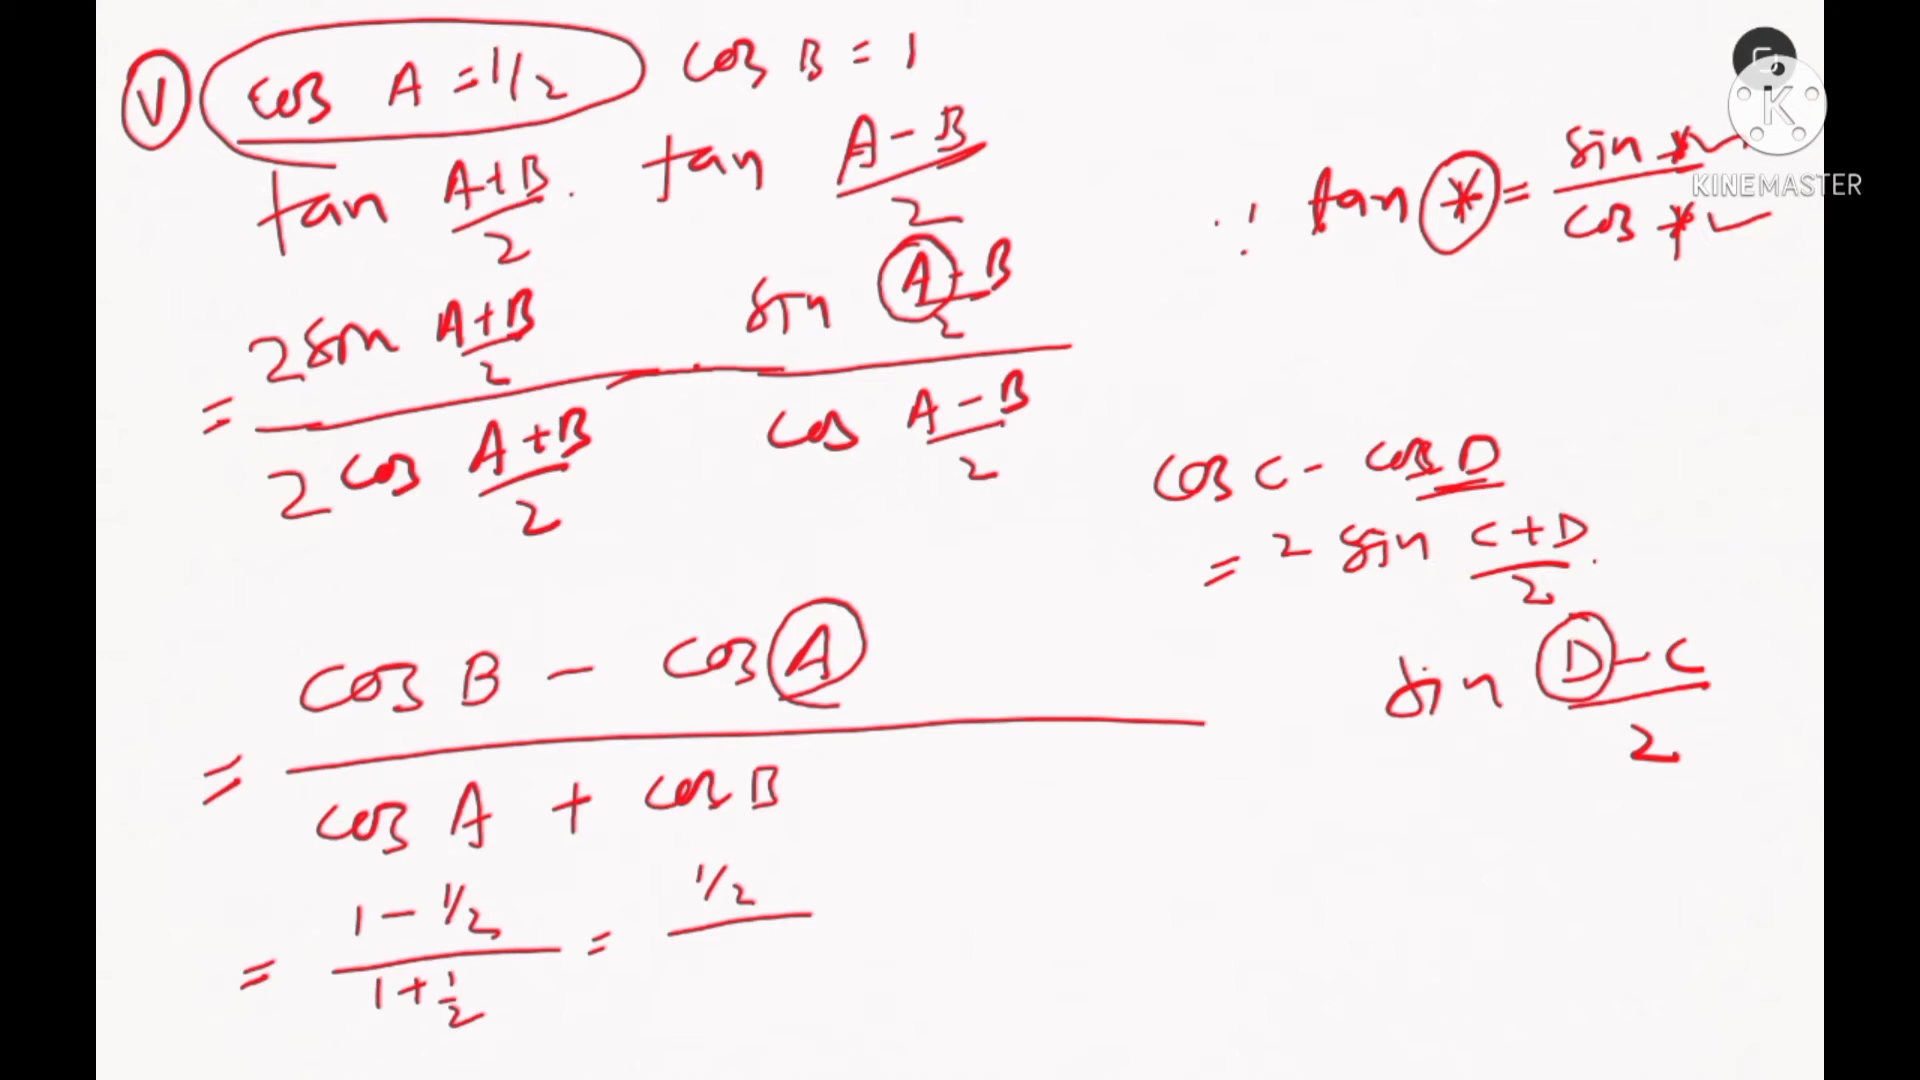 (V) cos A = 1/2 cos B = 1
tan A+B/2 . tan A-B/2
= 2 sin A+B/2 . sin A-B/2
2 cos A+B/2 cos A-B/2
= cos B - cos A
cos A + cos B
= 1 - 1/2 = 1/2
1 + 1/2
K
KINEMASTER
∵ tan * = sin *
cos *
cos C - cos D
= 2 sin C+D/2 .
sin D-C/2